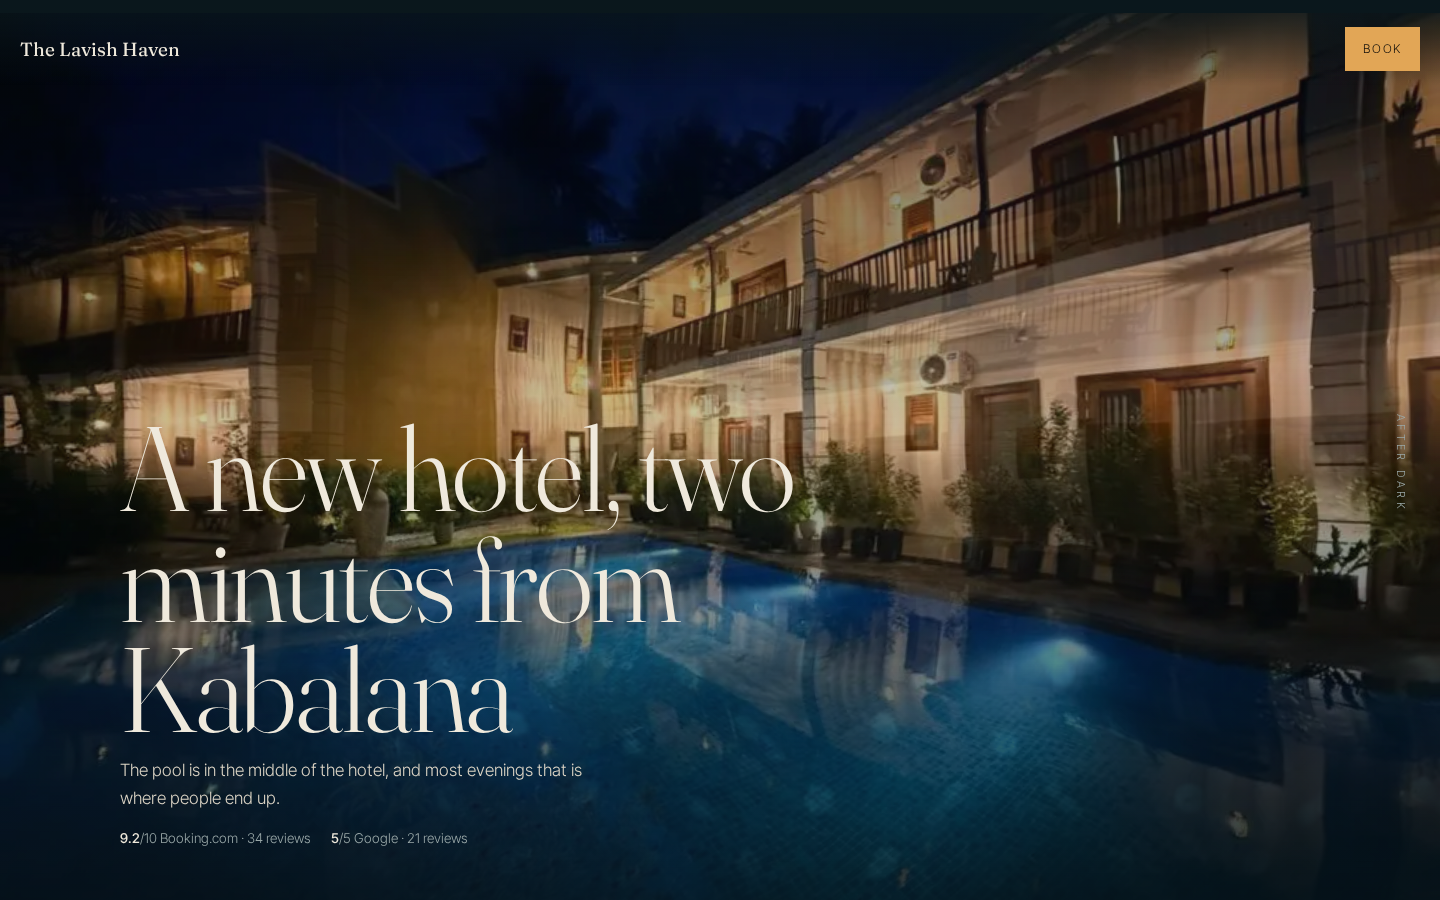 The Lavish Haven
BOOK
AFTER DARK
A new hotel, two
minutes from
Kabalana
The pool is in the middle of the hotel, and most evenings that is
where people end up.
9.2/10 Booking.com · 34 reviews 5/5 Google · 21 reviews